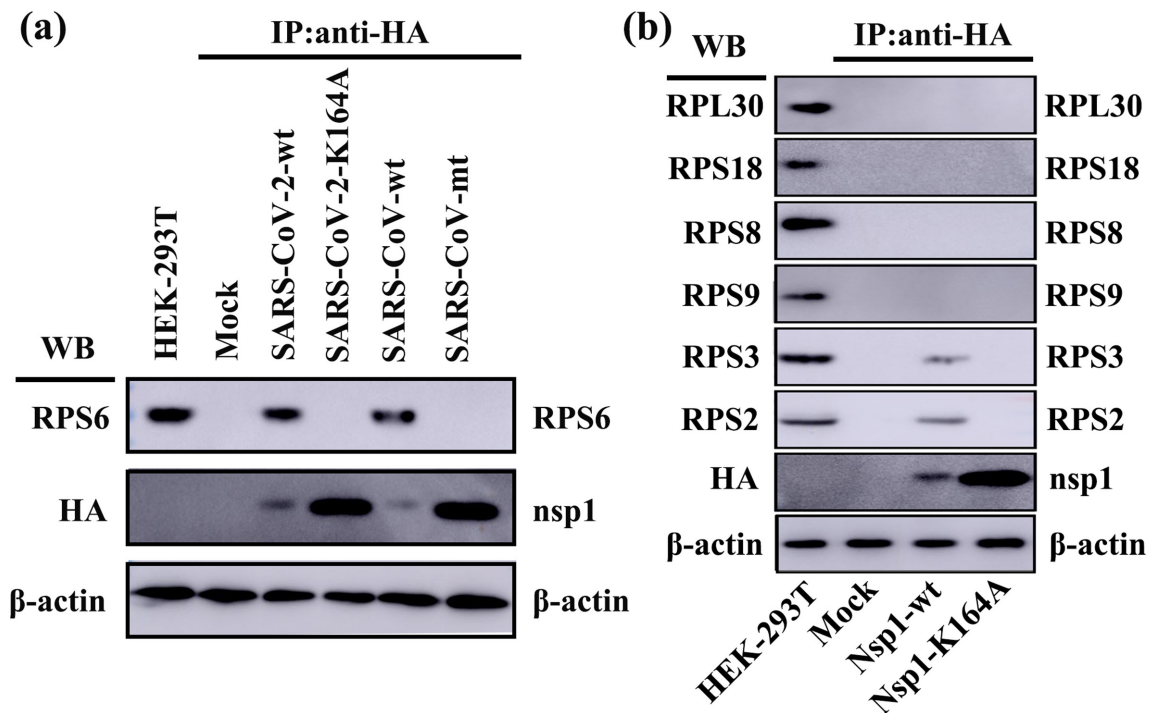 (a)
IP:anti-HA
WB
HEK-293T
Mock
SARS-CoV-2-wt
SARS-CoV-2-K164A
SARS-CoV-wt
SARS-CoV-mt
RPS6 RPS6
HA nsp1
β-actin β-actin
(b)
WB
IP:anti-HA
RPL30 RPL30
RPS18 RPS18
RPS8 RPS8
RPS9 RPS9
RPS3 RPS3
RPS2 RPS2
HA nsp1
β-actin β-actin
HEK-293T
Mock
Nsp1-wt
Nsp1-K164A